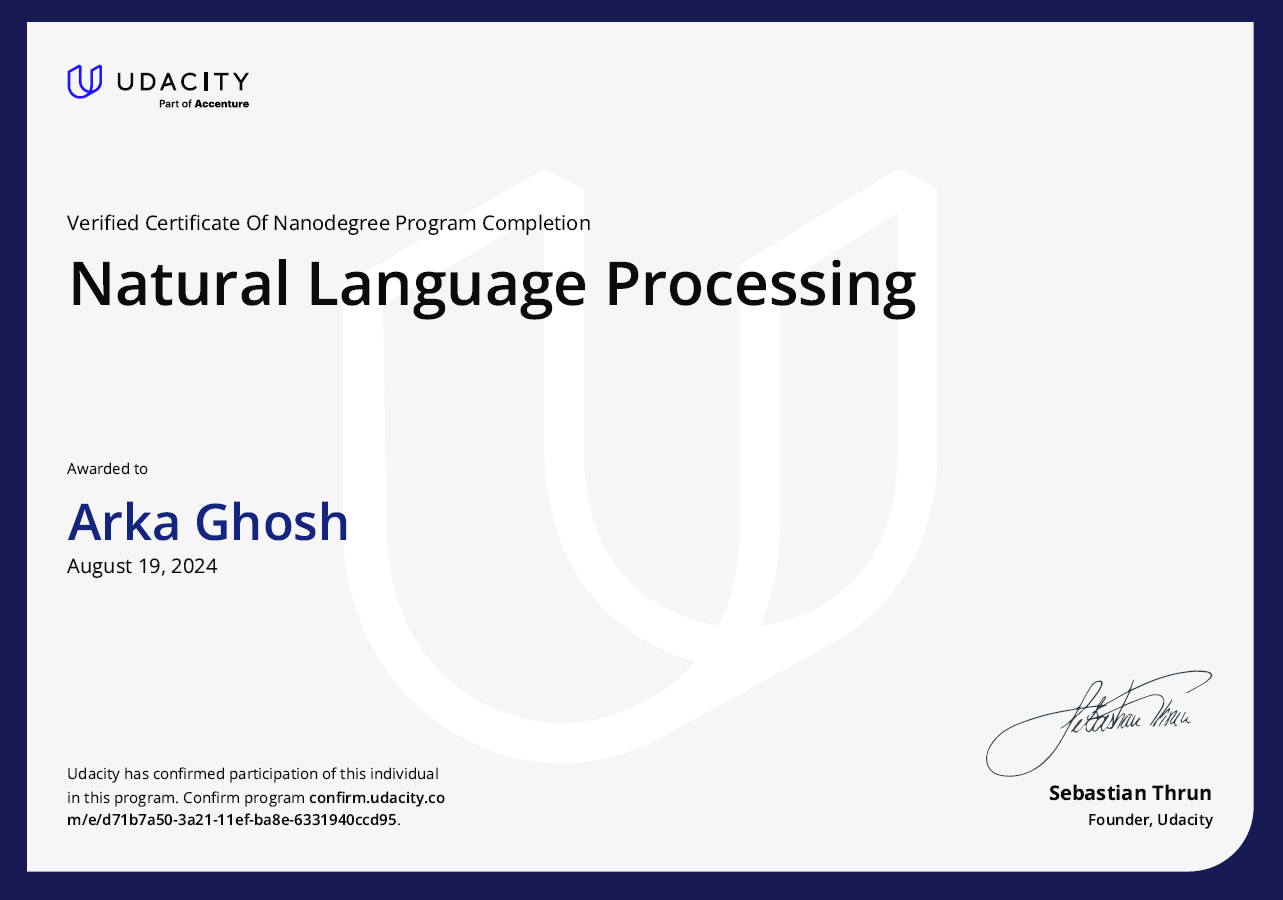 UDACITY
Part of Accenture
Verified Certificate Of Nanodegree Program Completion
Natural Language Processing
Awarded to
Arka Ghosh
August 19, 2024
Udacity has confirmed participation of this individual
in this program. Confirm program confirm.udacity.co
m/e/d71b7a50-3a21-11ef-ba8e-6331940ccd95.
Sebastian Thrun
Sebastian Thrun
Founder, Udacity